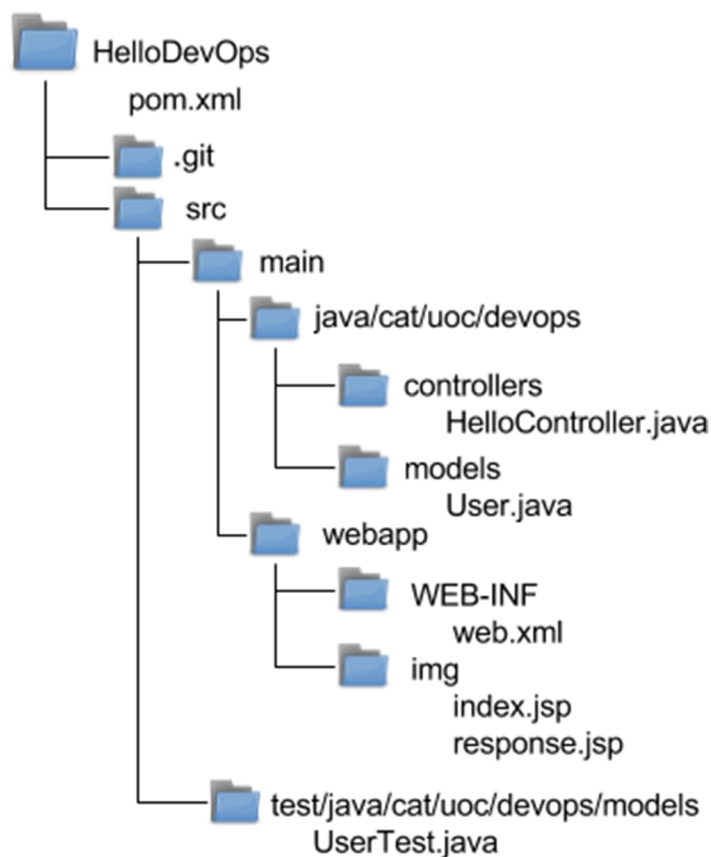 HelloDevOps
pom.xml
.git
src
main
java/cat/uoc/devops
controllers
HelloController.java
models
User.java
webapp
WEB-INF
web.xml
img
index.jsp
response.jsp
test/java/cat/uoc/devops/models
UserTest.java